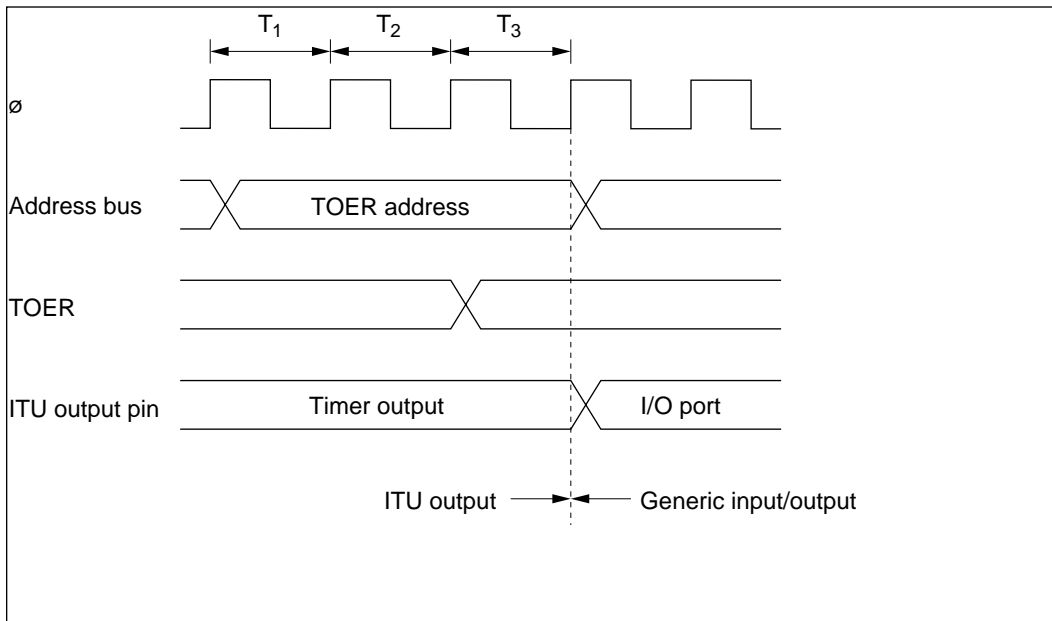 T1 T2 T3
ø
Address bus TOER address
TOER
ITU output pin Timer output I/O port
ITU output Generic input/output